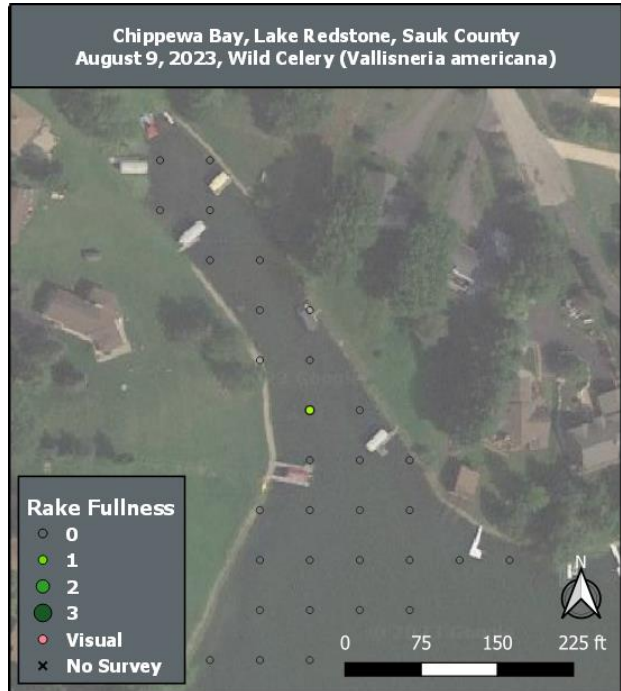 Chippewa Bay, Lake Redstone, Sauk County
August 9, 2023, Wild Celery (Vallisneria americana)
Rake Fullness
0
1
2
3
Visual
No Survey
N
0 75 150 225 ft